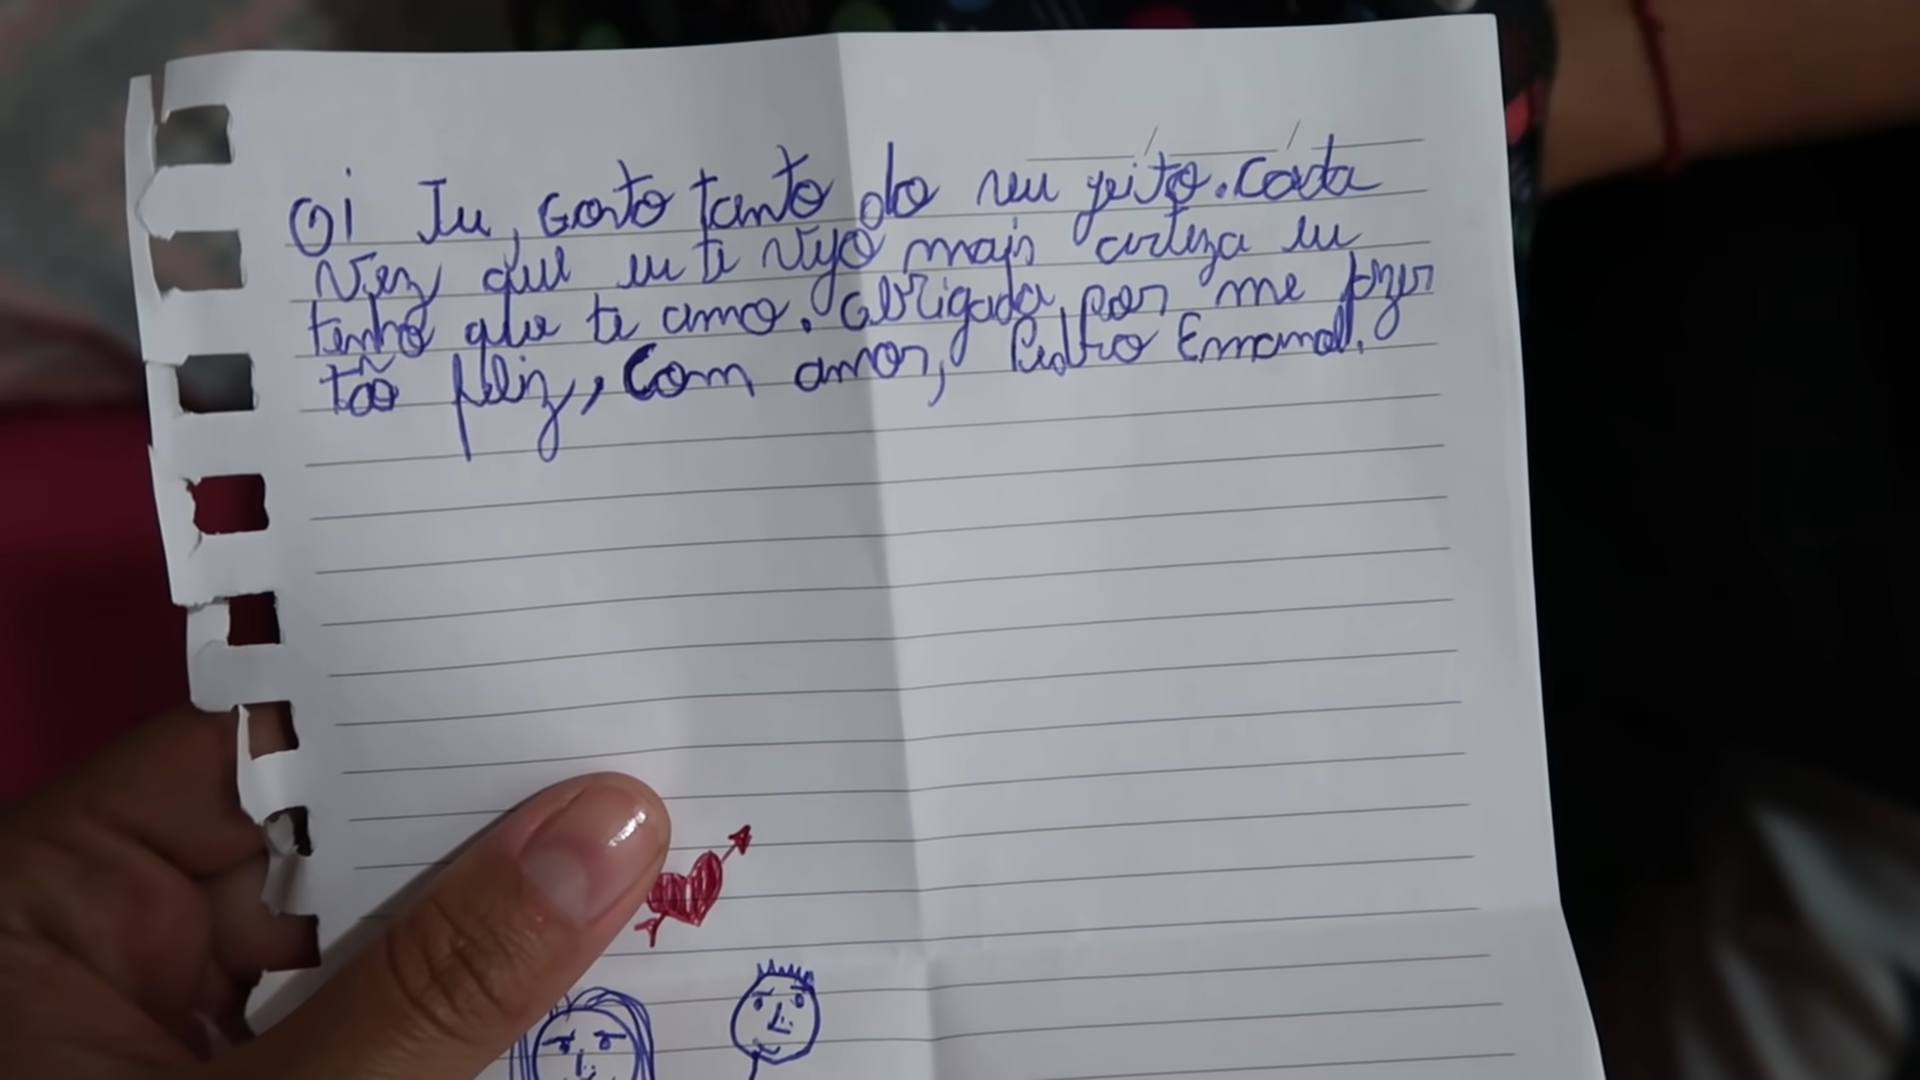 Oi Ju, Gosto tanto do seu jeito. Cada
Vez que eu te vejo mais certeza eu
tenho que te amo. Obrigada por me fazer
tão feliz, Com amor, Pedro Emanoel.